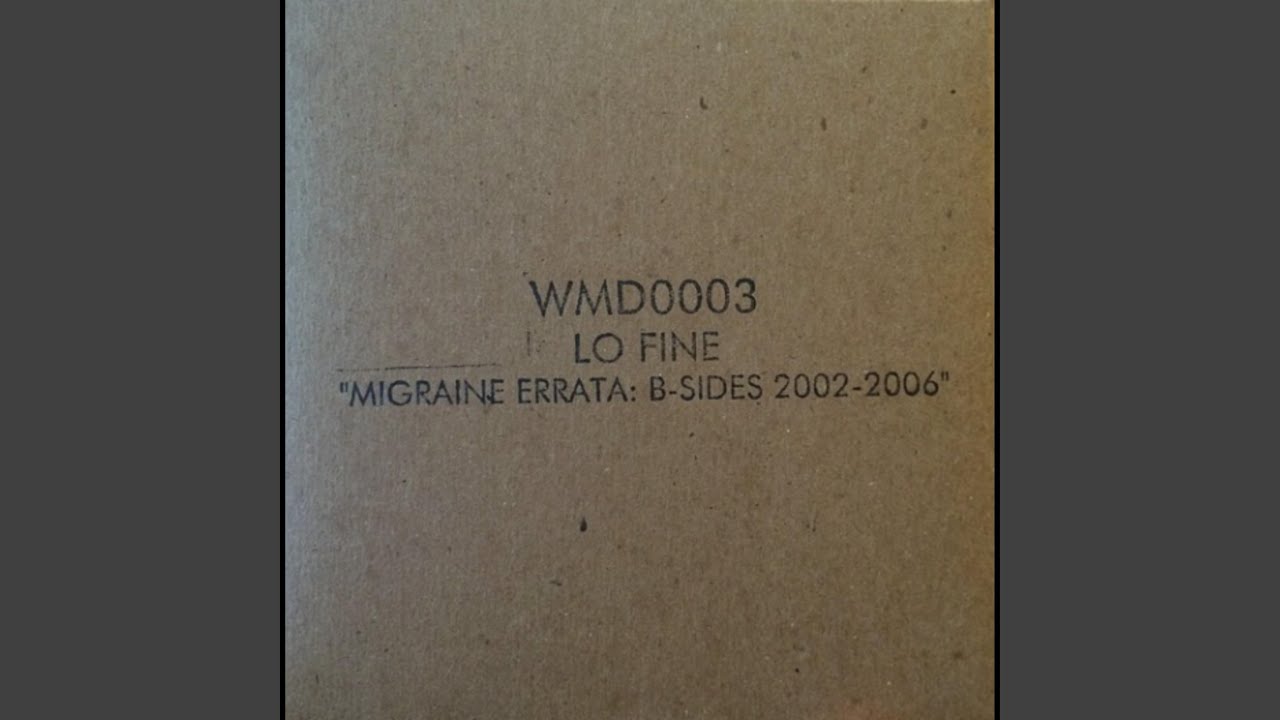 WMD0003
LO FINE
"MIGRAINE ERRATA: B-SIDES 2002-2006"